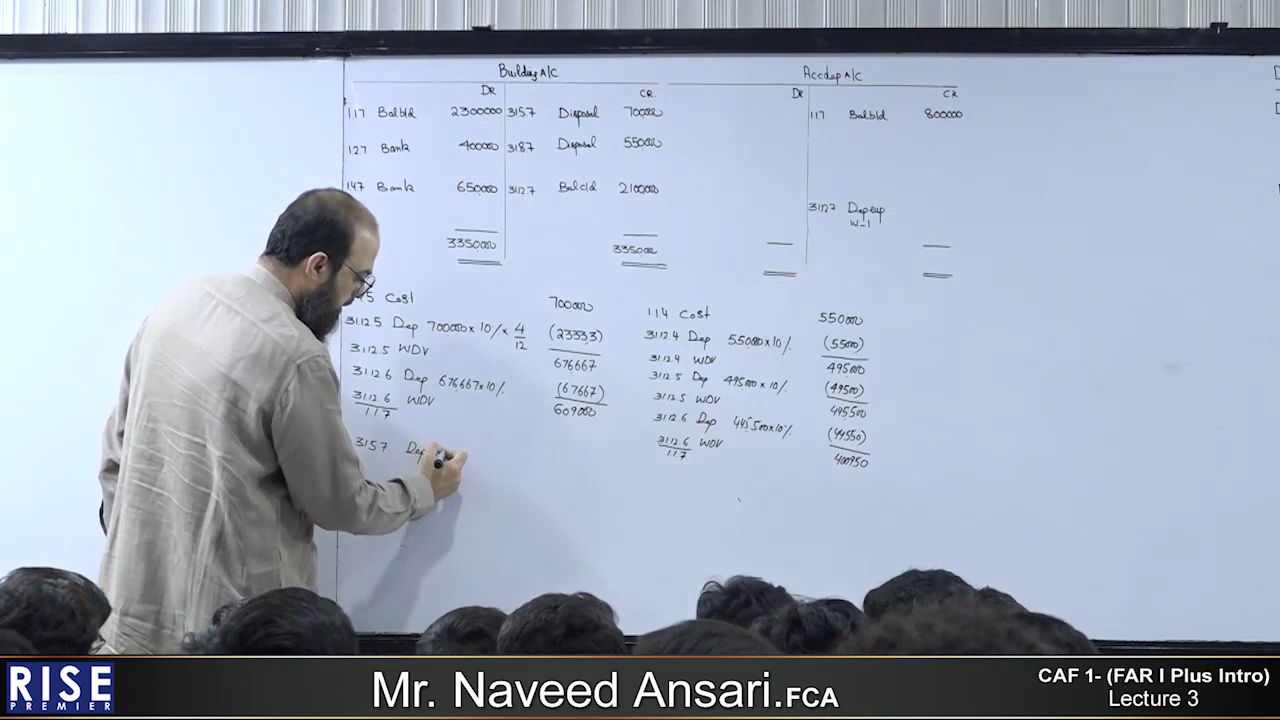 Building A/C
DR CR
1 1 7 Bal b/d 2300000 31 5 7 Disposal 700000
1 2 7 Bank 400000 31 8 7 Disposal 550000
1 4 7 Bank 650000 31 12 7 Bal c/d 2100000
3350000 3350000
Acc dep A/C
DR CR
1 1 7 Bal b/d 800000
31 12 7 Dep exp
W-1
5 Cost 700000
31.12.5 Dep 700000 x 10% x 4/12 (23333)
31.12.5 WDV 676667
31.12.6 Dep 676,667 x 10% (67667)
31.12.6 WDV 609000
1.1.7
31 5 7 Dep
1.1.4 Cost 550000
31.12.4 Dep 550000 x 10% (55000)
31.12.4 WDV 495000
31.12.5 Dep 495000 x 10% (49500)
31.12.5 WDV 445500
31.12.6 Dep 445,500 x 10% (44550)
31.12.6 WDV 400950
1.1.7
RISE
PREMIER
Mr. Naveed Ansari.FCA
CAF 1- (FAR I Plus Intro)
Lecture 3